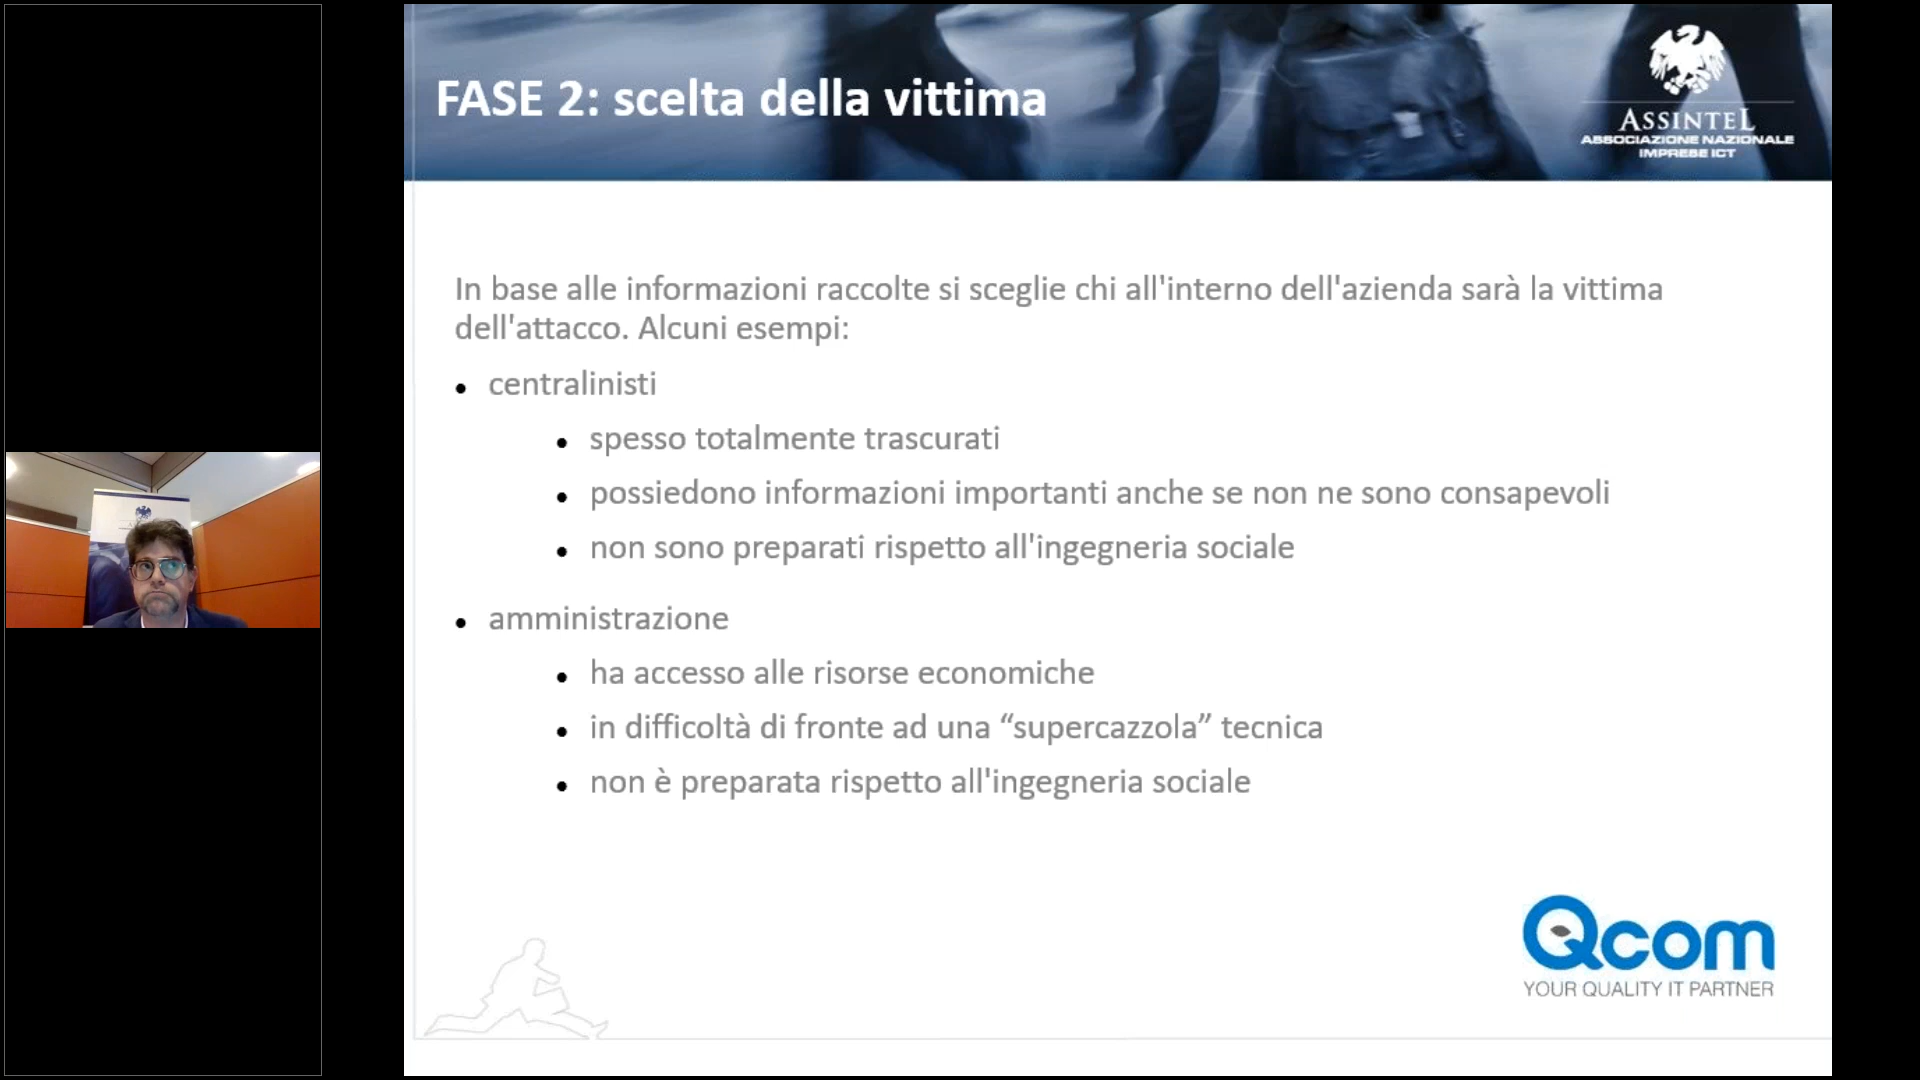 FASE 2: scelta della vittima
ASSINTEL
ASSOCIAZIONE NAZIONALE
IMPRESE ICT
In base alle informazioni raccolte si sceglie chi all'interno dell'azienda sarà la vittima
dell'attacco. Alcuni esempi:
• centralinisti
• spesso totalmente trascurati
• possiedono informazioni importanti anche se non ne sono consapevoli
• non sono preparati rispetto all'ingegneria sociale
• amministrazione
• ha accesso alle risorse economiche
• in difficoltà di fronte ad una “supercazzola” tecnica
• non è preparata rispetto all'ingegneria sociale
Qcom
YOUR QUALITY IT PARTNER